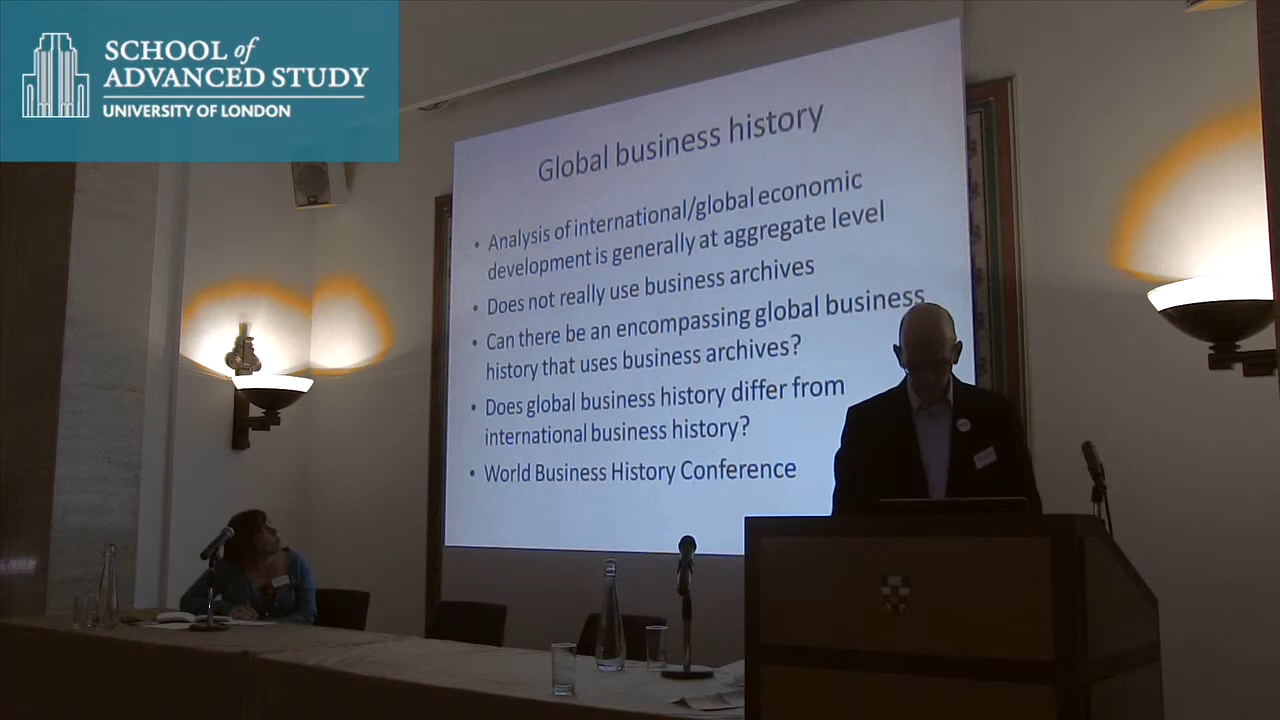 SCHOOL of
ADVANCED STUDY
UNIVERSITY OF LONDON
Global business history
• Analysis of international/global economic
development is generally at aggregate level
• Does not really use business archives
• Can there be an encompassing global business
history that uses business archives?
• Does global business history differ from
international business history?
• World Business History Conference